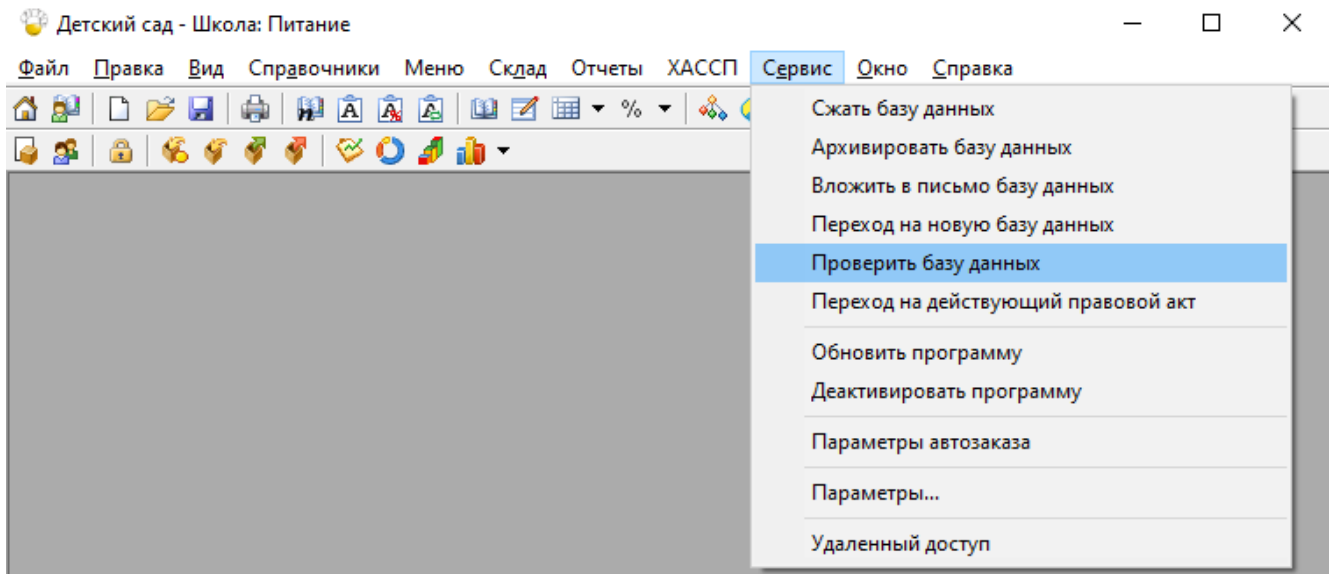 Детский сад - Школа: Питание
Файл Правка Вид Справочники Меню Склад Отчеты ХАССП Сервис Окно Справка
Сжать базу данных
Архивировать базу данных
Вложить в письмо базу данных
Переход на новую базу данных
Проверить базу данных
Переход на действующий правовой акт
Обновить программу
Деактивировать программу
Параметры автозаказа
Параметры...
Удаленный доступ